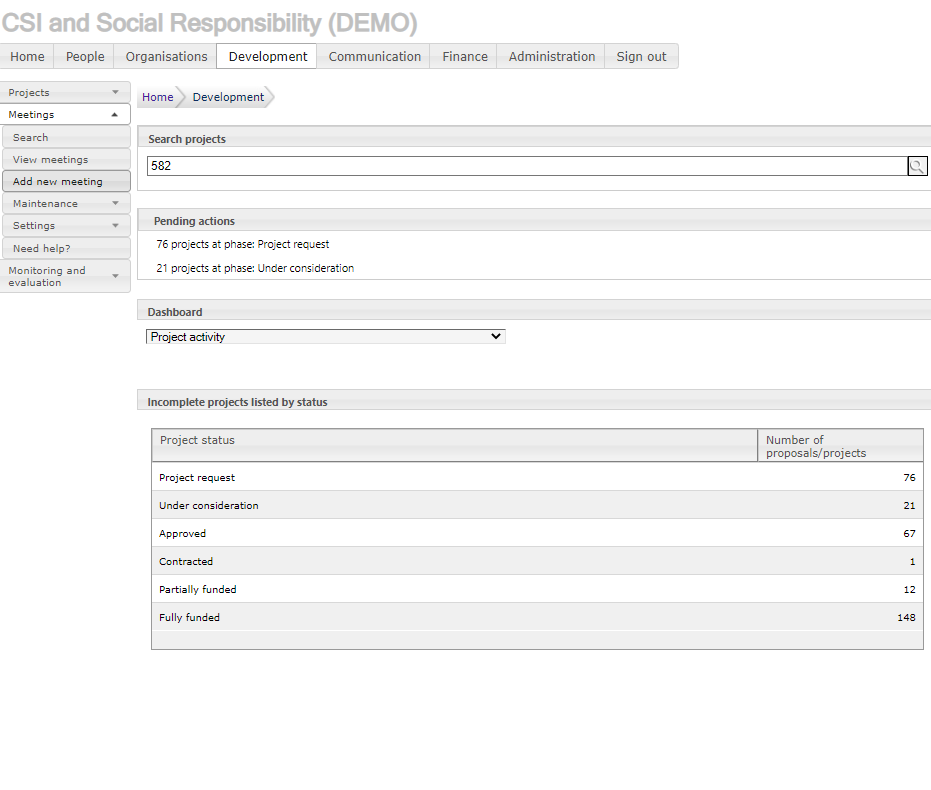 CSI and Social Responsibility (DEMO)
Home People Organisations Development Communication Finance Administration Sign out
Projects
Meetings
Search
View meetings
Add new meeting
Maintenance
Settings
Need help?
Monitoring and
evaluation
Home Development
Search projects
582
Pending actions
76 projects at phase: Project request
21 projects at phase: Under consideration
Dashboard
Project activity
Incomplete projects listed by status
Project status Number of
proposals/projects
Project request 76
Under consideration 21
Approved 67
Contracted 1
Partially funded 12
Fully funded 148